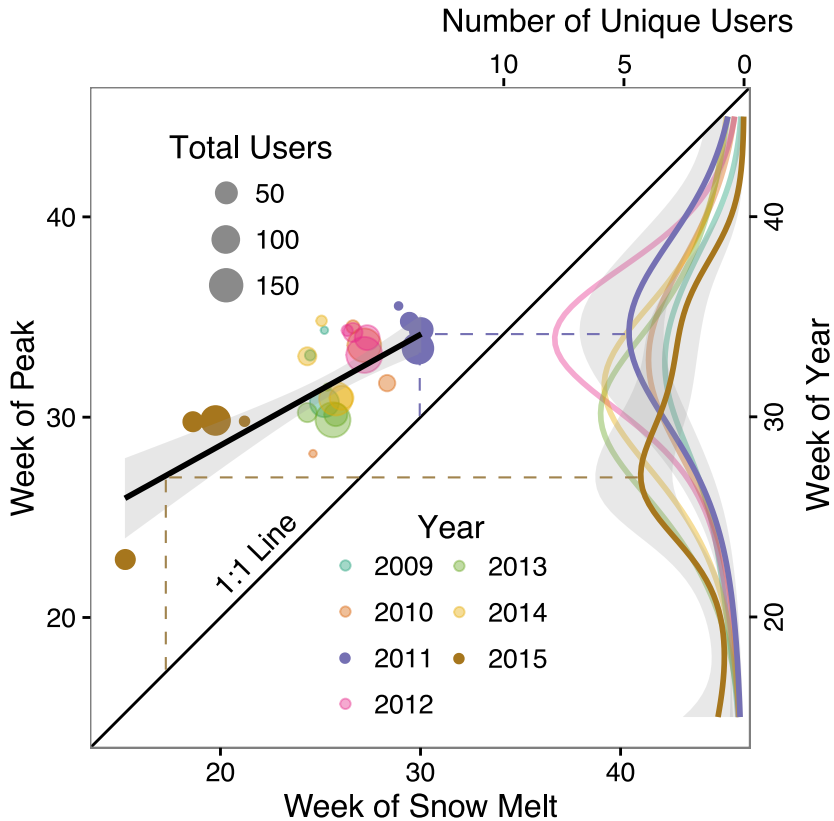 Number of Unique Users
10 5 0
Total Users
50
100
150
40
30
20
Week of Peak
40
30
20
Week of Year
1:1 Line
Year
2009 2013
2010 2014
2011 2015
2012
20 30 40
Week of Snow Melt